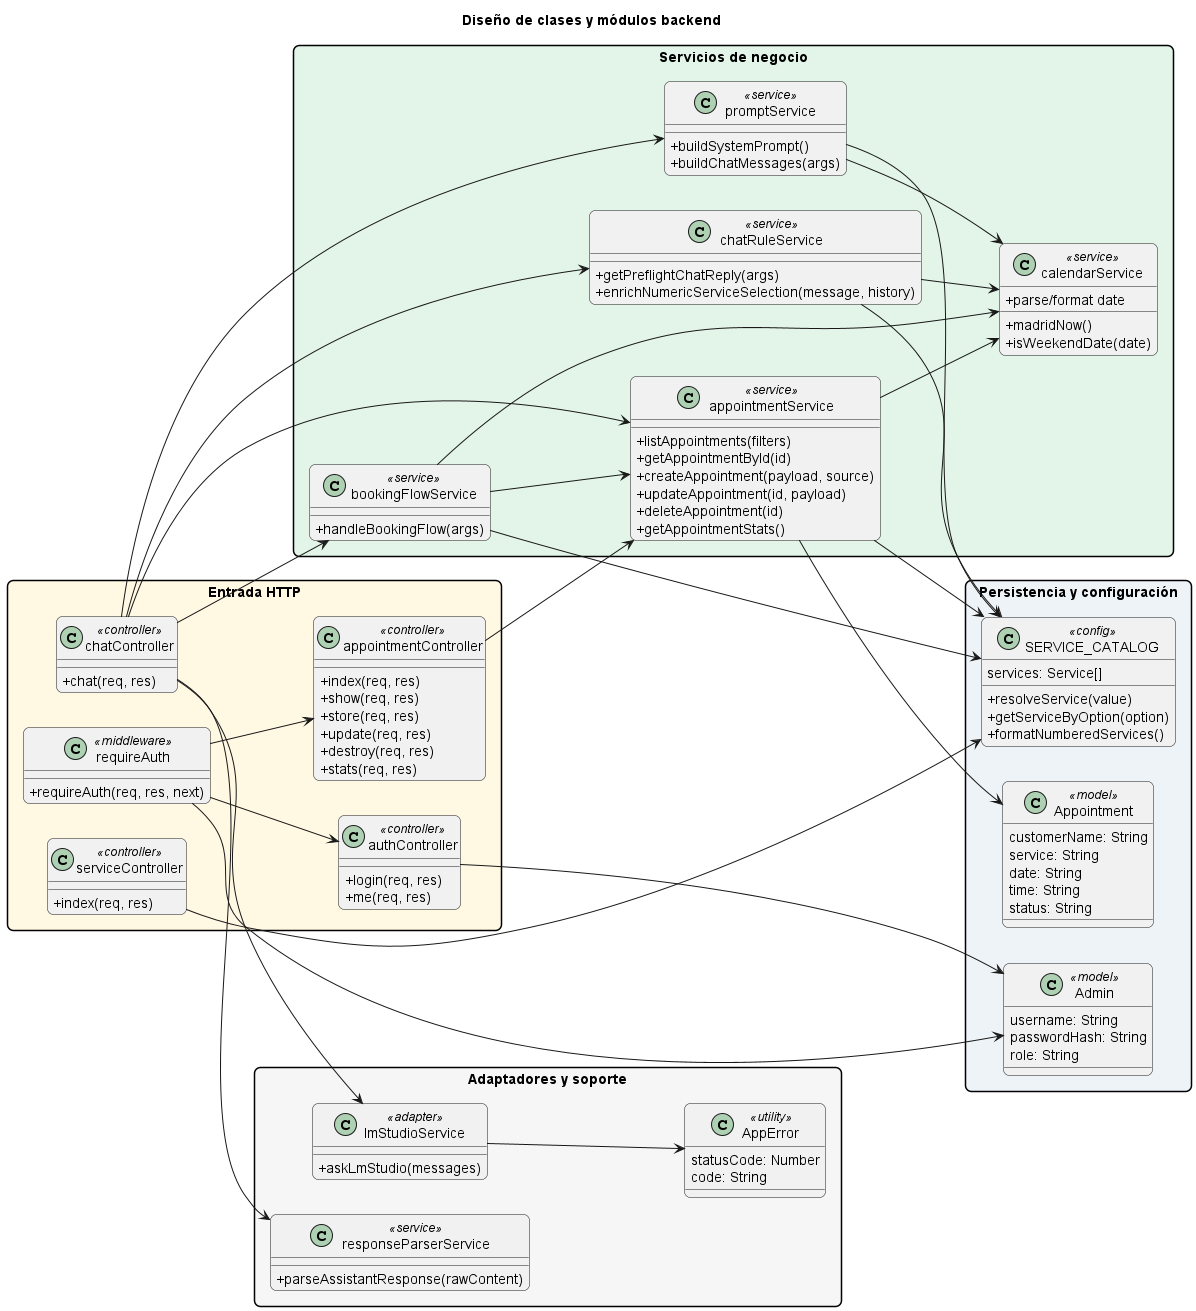 Diseño de clases y módulos backend
Servicios de negocio
C
«service»
promptService
+buildSystemPrompt()
+buildChatMessages(args)
C
«service»
chatRuleService
+getPreflightChatReply(args)
+enrichNumericServiceSelection(message, history)
C
«service»
calendarService
+parse/format date
+madridNow()
+isWeekendDate(date)
C
«service»
appointmentService
+listAppointments(filters)
+getAppointmentById(id)
+createAppointment(payload, source)
+updateAppointment(id, payload)
+deleteAppointment(id)
+getAppointmentStats()
C
«service»
bookingFlowService
+handleBookingFlow(args)
Entrada HTTP
C
«controller»
chatController
+chat(req, res)
C
«controller»
appointmentController
+index(req, res)
+show(req, res)
+store(req, res)
+update(req, res)
+destroy(req, res)
+stats(req, res)
C
«middleware»
requireAuth
+requireAuth(req, res, next)
C
«controller»
authController
+login(req, res)
+me(req, res)
C
«controller»
serviceController
+index(req, res)
Persistencia y configuración
C
«config»
SERVICE_CATALOG
services: Service[]
+resolveService(value)
+getServiceByOption(option)
+formatNumberedServices()
C
«model»
Appointment
customerName: String
service: String
date: String
time: String
status: String
C
«model»
Admin
username: String
passwordHash: String
role: String
Adaptadores y soporte
C
«adapter»
lmStudioService
+askLmStudio(messages)
C
«utility»
AppError
statusCode: Number
code: String
C
«service»
responseParserService
+parseAssistantResponse(rawContent)